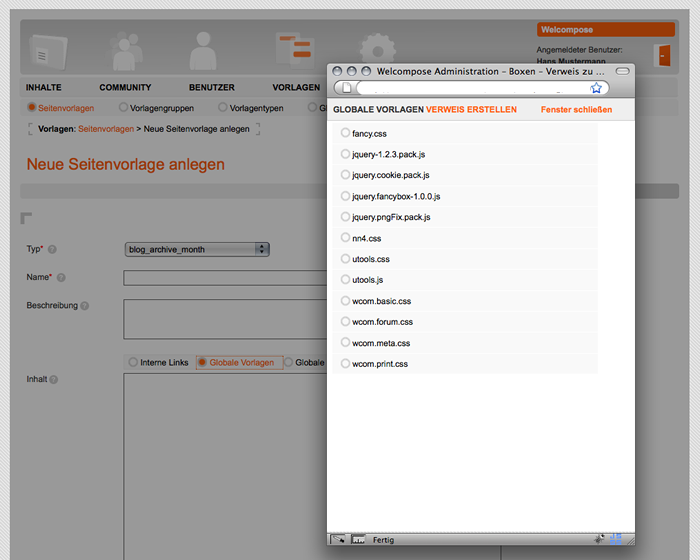 Welcompose
Angemeldeter Benutzer:
Hans Mustermann
INHALTE COMMUNITY BENUTZER VORLAGEN
Seitenvorlagen Vorlagengruppen Vorlagentypen
Vorlagen: Seitenvorlagen > Neue Seitenvorlage anlegen
Neue Seitenvorlage anlegen
Typ* ? blog_archive_month
Name* ?
Beschreibung ?
Interne Links Globale Vorlagen Globale
Inhalt ?
Welcompose Administration – Boxen – Verweis zu ...
GLOBALE VORLAGEN VERWEIS ERSTELLEN Fenster schließen
fancy.css
jquery-1.2.3.pack.js
jquery.cookie.pack.js
jquery.fancybox-1.0.0.js
jquery.pngFix.pack.js
nn4.css
utools.css
utools.js
wcom.basic.css
wcom.forum.css
wcom.meta.css
wcom.print.css
Fertig